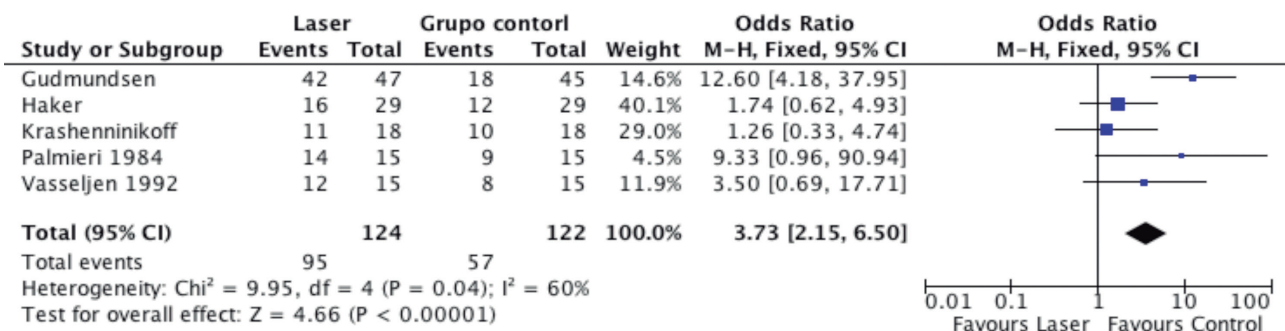 Laser Grupo contorl Odds Ratio Odds Ratio
Study or Subgroup Events Total Events Total Weight M-H, Fixed, 95% CI M-H, Fixed, 95% CI
Gudmundsen 42 47 18 45 14.6% 12.60 [4.18, 37.95]
Haker 16 29 12 29 40.1% 1.74 [0.62, 4.93]
Krashenninikoff 11 18 10 18 29.0% 1.26 [0.33, 4.74]
Palmieri 1984 14 15 9 15 4.5% 9.33 [0.96, 90.94]
Vasseljen 1992 12 15 8 15 11.9% 3.50 [0.69, 17.71]
Total (95% CI) 124 122 100.0% 3.73 [2.15, 6.50]
Total events 95 57
Heterogeneity: Chi² = 9.95, df = 4 (P = 0.04); I² = 60%
Test for overall effect: Z = 4.66 (P < 0.00001)
0.01 0.1 1 10 100
Favours Laser Favours Control